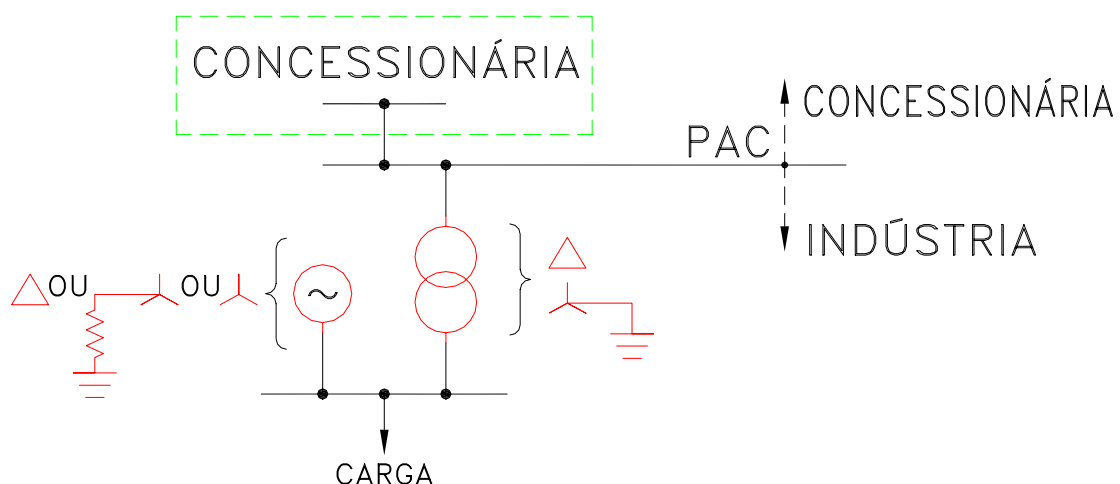 CONCESSIONÁRIA
CONCESSIONÁRIA
PAC
INDÚSTRIA
OU
OU
CARGA